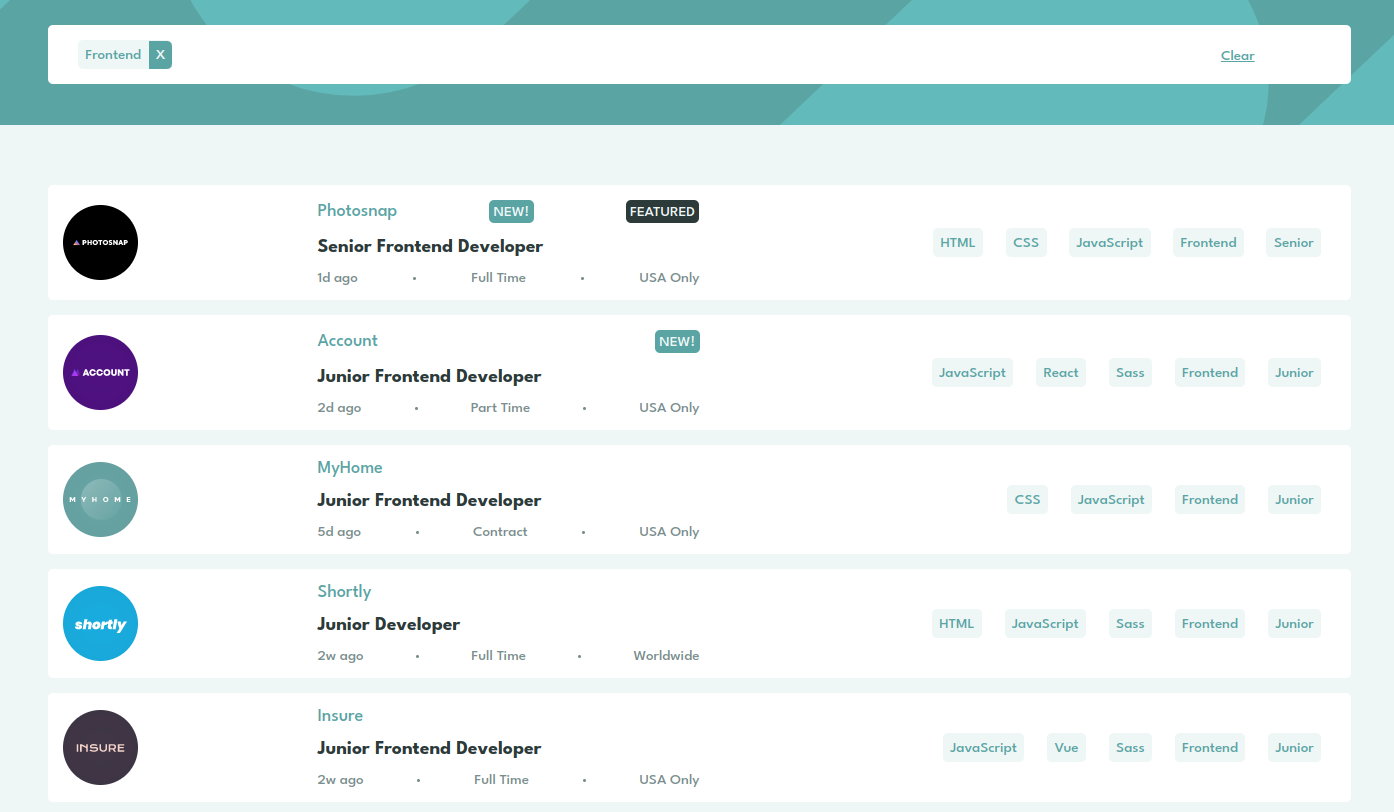 Frontend X Clear
PHOTOSNAP
Photosnap NEW! FEATURED
Senior Frontend Developer
1d ago • Full Time • USA Only
HTML CSS JavaScript Frontend Senior
ACCOUNT
Account NEW!
Junior Frontend Developer
2d ago • Part Time • USA Only
JavaScript React Sass Frontend Junior
MYHOME
MyHome
Junior Frontend Developer
5d ago • Contract • USA Only
CSS JavaScript Frontend Junior
shortly
Shortly
Junior Developer
2w ago • Full Time • Worldwide
HTML JavaScript Sass Frontend Junior
INSURE
Insure
Junior Frontend Developer
2w ago • Full Time • USA Only
JavaScript Vue Sass Frontend Junior